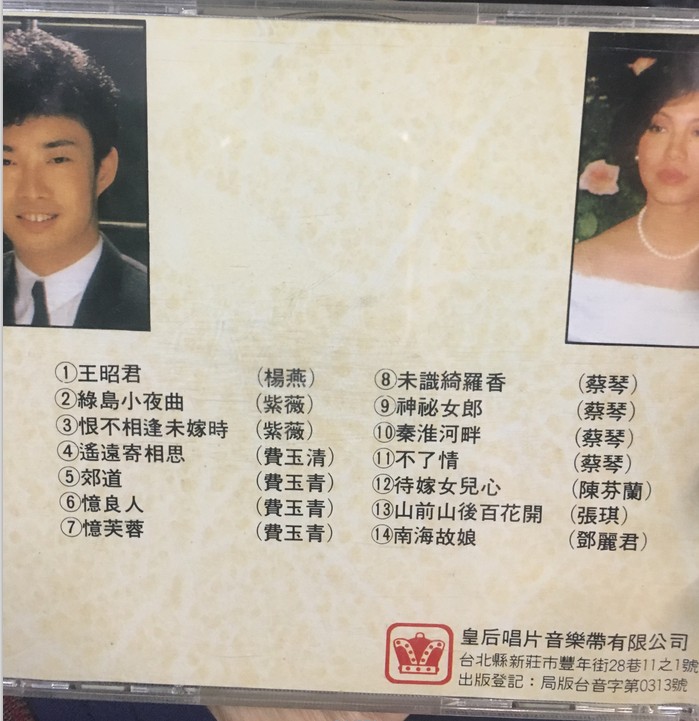 ①王昭君 (楊燕)
②綠島小夜曲 (紫薇)
③恨不相逢未嫁時 (紫薇)
④遙遠寄相思 (費玉清)
⑤郊道 (費玉青)
⑥憶良人 (費玉青)
⑦憶芙蓉 (費玉青)
⑧未識綺羅香 (蔡琴)
⑨神祕女郎 (蔡琴)
⑩秦淮河畔 (蔡琴)
⑪不了情 (蔡琴)
⑫待嫁女兒心 (陳芬蘭)
⑬山前山後百花開 (張琪)
⑭南海故娘 (鄧麗君)
皇后唱片音樂帶有限公司
台北縣新莊市豐年街28巷11之1號
出版登記：局版台音字第0313號